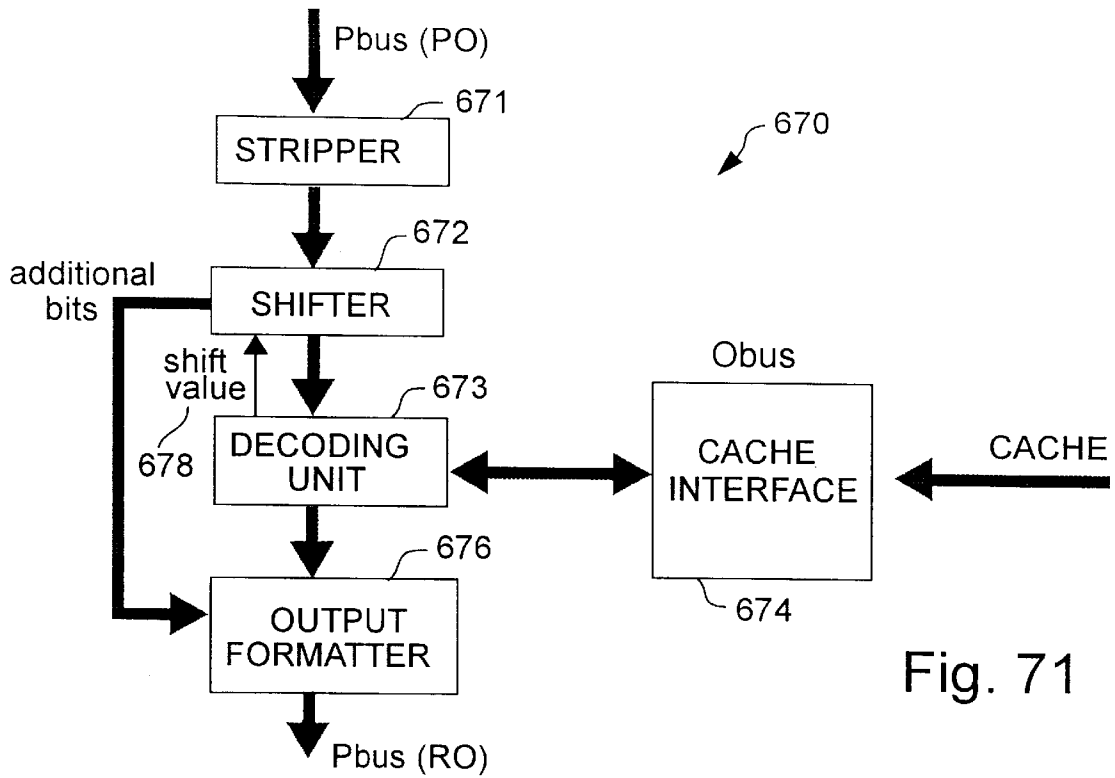 Pbus (PO)
671
STRIPPER
670
672
additional
bits
SHIFTER
shift
value
678
673
DECODING
UNIT
Obus
CACHE
INTERFACE
674
CACHE
676
OUTPUT
FORMATTER
Pbus (RO)
Fig. 71